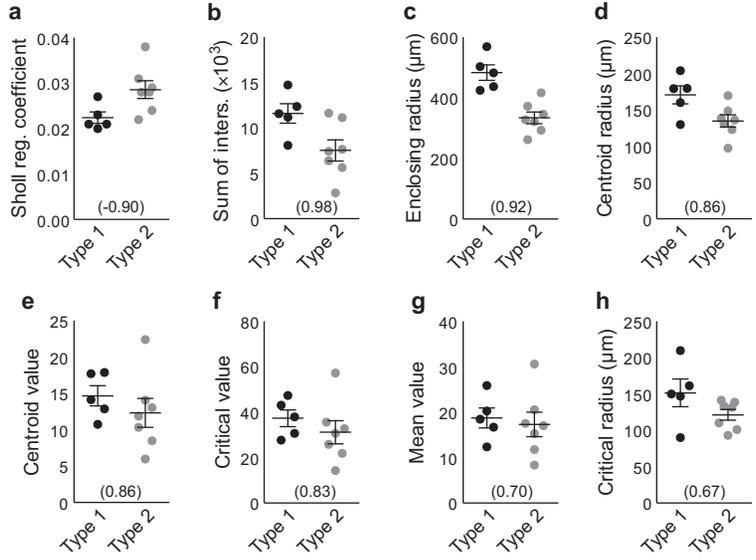 a
Sholl reg. coefficient
0.04
0.03
0.02
0.01
0.00
(-0.90)
Type 1
Type 2
b
Sum of inters. (×10³)
20
15
10
5
0
(0.98)
Type 1
Type 2
c
Enclosing radius (µm)
600
400
200
0
(0.92)
Type 1
Type 2
d
Centroid radius (µm)
250
200
150
100
50
0
(0.86)
Type 1
Type 2
e
Centroid value
25
20
15
10
5
0
(0.86)
Type 1
Type 2
f
Critical value
80
60
40
20
0
(0.83)
Type 1
Type 2
g
Mean value
40
30
20
10
0
(0.70)
Type 1
Type 2
h
Critical radius (µm)
250
200
150
100
50
0
(0.67)
Type 1
Type 2